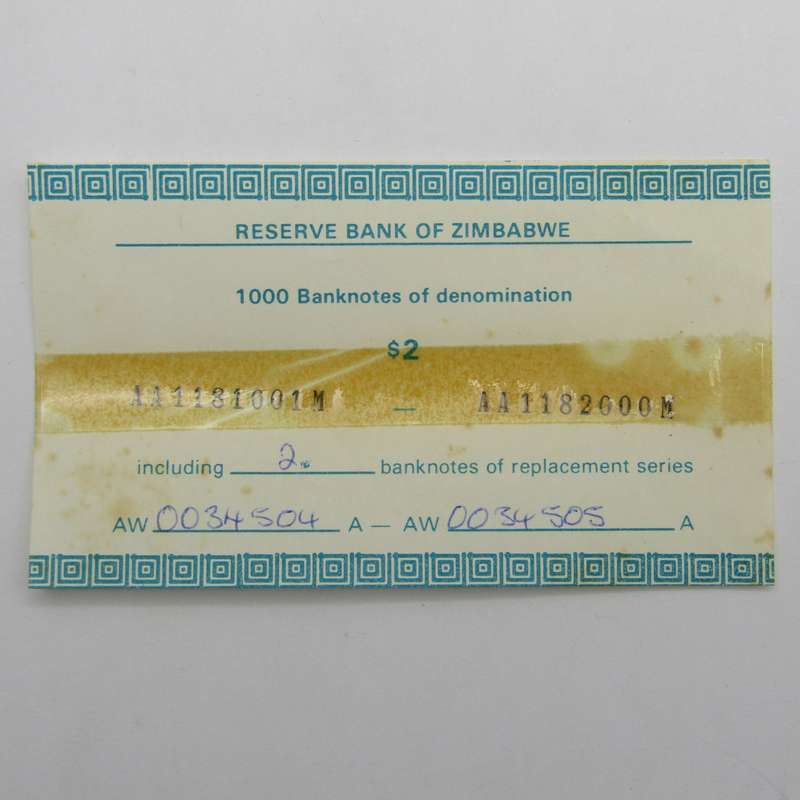 RESERVE BANK OF ZIMBABWE
1000 Banknotes of denomination
$2
AA1181001M — AA1182000M
including 2. banknotes of replacement series
AW 0034504 A — AW 0034505 A